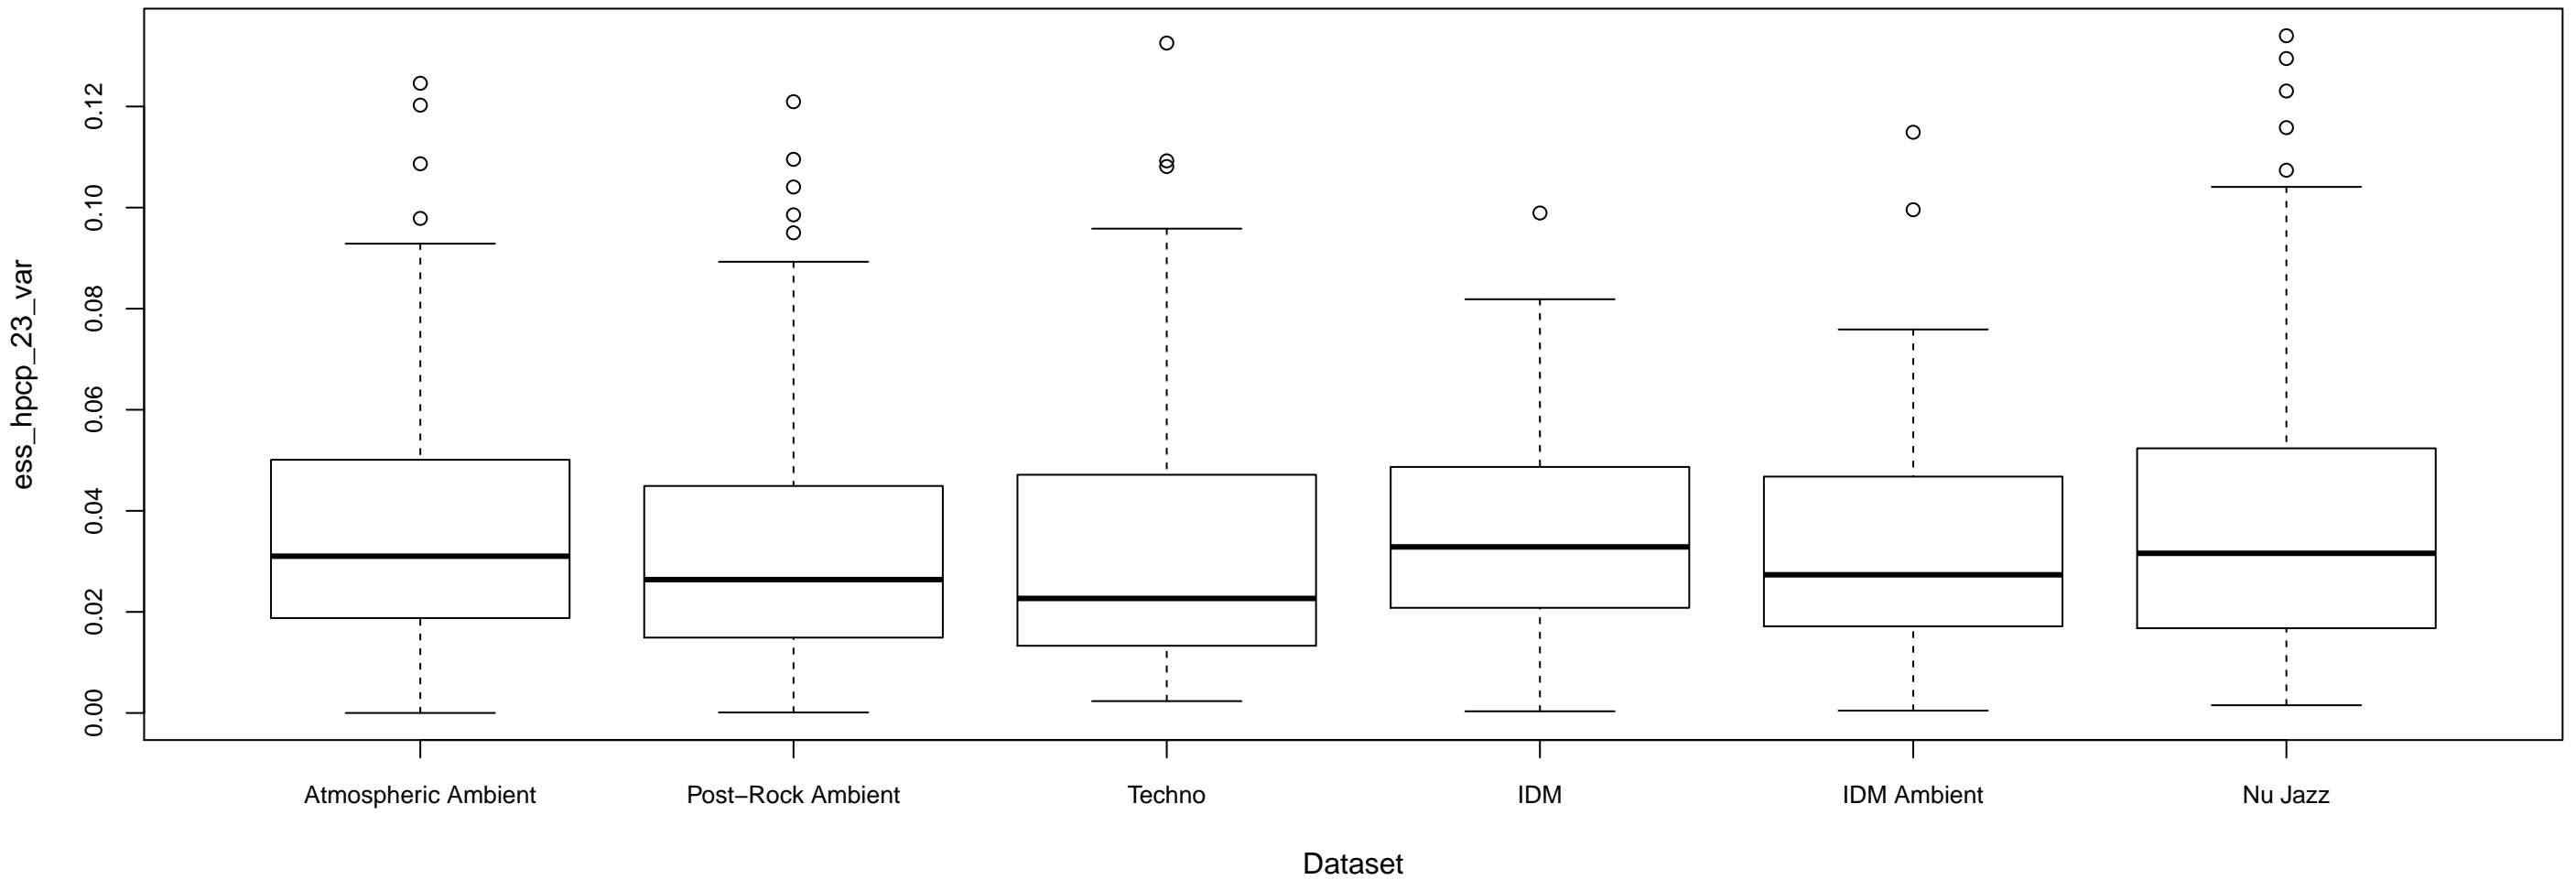 ess_hpcp_23_var
0.12
0.10
0.08
0.06
0.04
0.02
0.00
Atmospheric Ambient
Post−Rock Ambient
Techno
IDM
IDM Ambient
Nu Jazz
Dataset